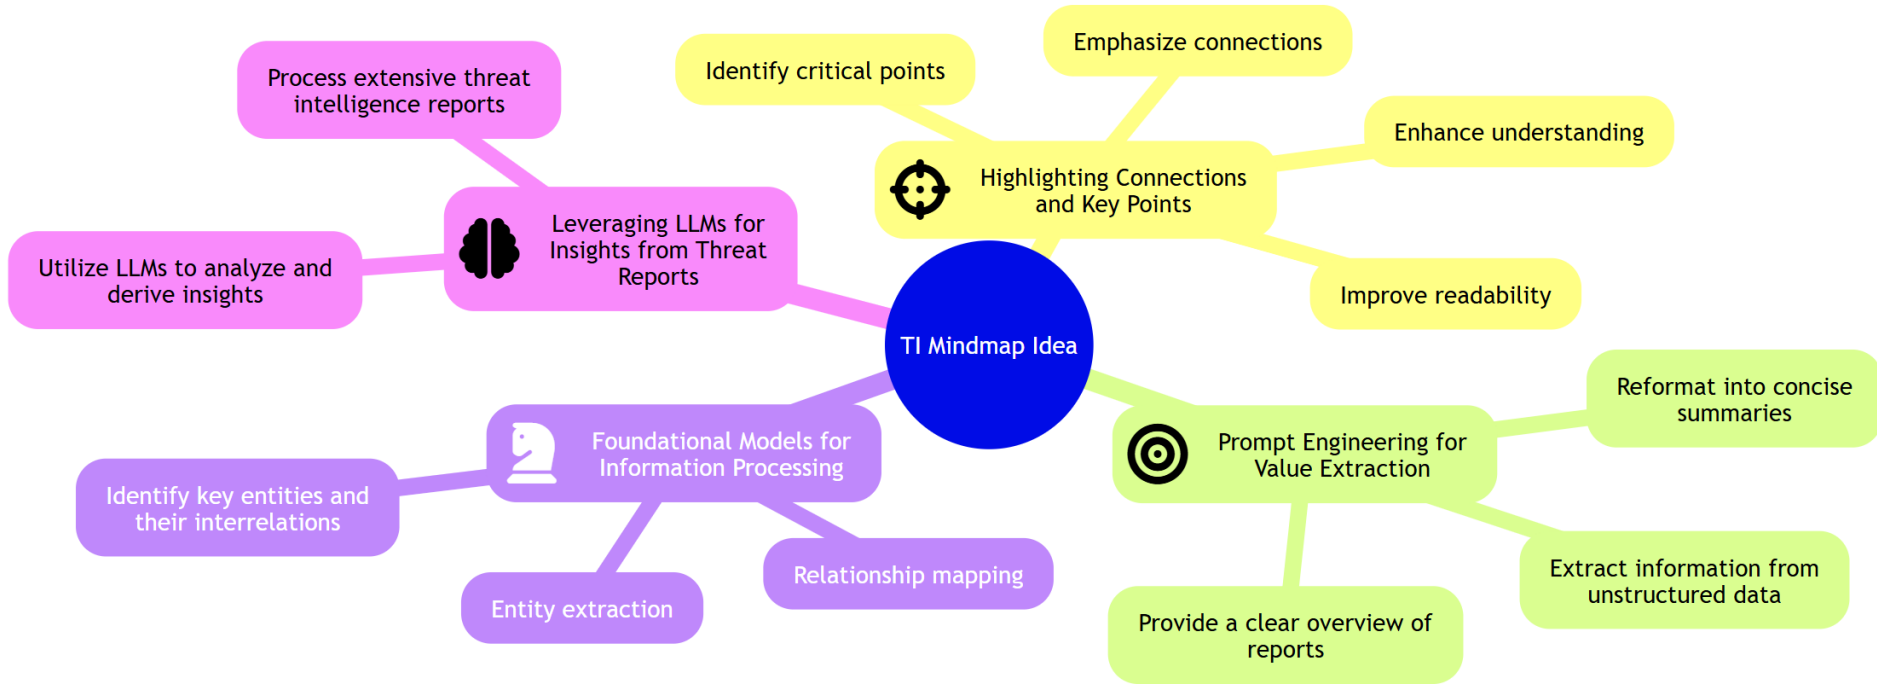 TI Mindmap Idea
Leveraging LLMs for
Insights from Threat
Reports
Process extensive threat
intelligence reports
Utilize LLMs to analyze and
derive insights
Highlighting Connections
and Key Points
Identify critical points
Emphasize connections
Enhance understanding
Improve readability
Foundational Models for
Information Processing
Identify key entities and
their interrelations
Entity extraction
Relationship mapping
Prompt Engineering for
Value Extraction
Reformat into concise
summaries
Extract information from
unstructured data
Provide a clear overview of
reports